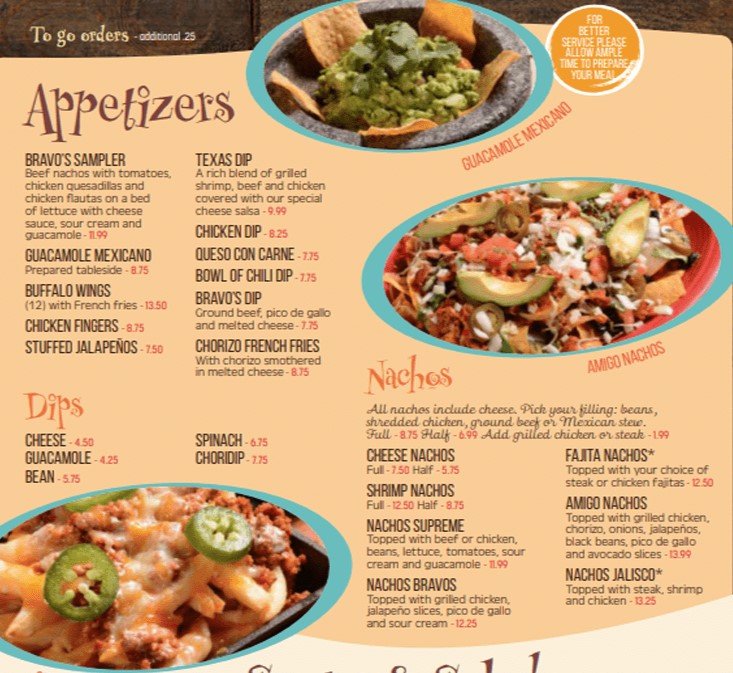 To go orders - additional .25
FOR
BETTER
SERVICE PLEASE
ALLOW AMPLE
TIME TO PREPARE
YOUR MEAL
Appetizers
GUACAMOLE MEXICANO
BRAVO'S SAMPLER
Beef nachos with tomatoes,
chicken quesadillas and
chicken flautas on a bed
of lettuce with cheese
sauce, sour cream and
guacamole - 11.99
GUACAMOLE MEXICANO
Prepared tableside - 8.75
BUFFALO WINGS
(12) with French fries - 13.50
CHICKEN FINGERS - 8.75
STUFFED JALAPEÑOS - 7.50
TEXAS DIP
A rich blend of grilled
shrimp, beef and chicken
covered with our special
cheese salsa - 9.99
CHICKEN DIP - 8.25
QUESO CON CARNE - 7.75
BOWL OF CHILI DIP - 7.75
BRAVO'S DIP
Ground beef, pico de gallo
and melted cheese - 7.75
CHORIZO FRENCH FRIES
With chorizo smothered
in melted cheese - 8.75
AMIGO NACHOS
Dips
CHEESE - 4.50
GUACAMOLE - 4.25
BEAN - 5.75
SPINACH - 6.75
CHORIDIP - 7.75
Nachos
All nachos include cheese. Pick your filling: beans,
shredded chicken, ground beef or Mexican stew.
Full - 8.75 Half - 6.99 Add grilled chicken or steak - 1.99
CHEESE NACHOS
Full - 7.50 Half - 5.75
SHRIMP NACHOS
Full - 12.50 Half - 8.75
NACHOS SUPREME
Topped with beef or chicken,
beans, lettuce, tomatoes, sour
cream and guacamole - 11.99
NACHOS BRAVOS
Topped with grilled chicken,
jalapeño slices, pico de gallo
and sour cream - 12.25
FAJITA NACHOS*
Topped with your choice of
steak or chicken fajitas - 12.50
AMIGO NACHOS
Topped with grilled chicken,
chorizo, onions, jalapeños,
black beans, pico de gallo
and avocado slices - 13.99
NACHOS JALISCO*
Topped with steak, shrimp
and chicken - 13.25